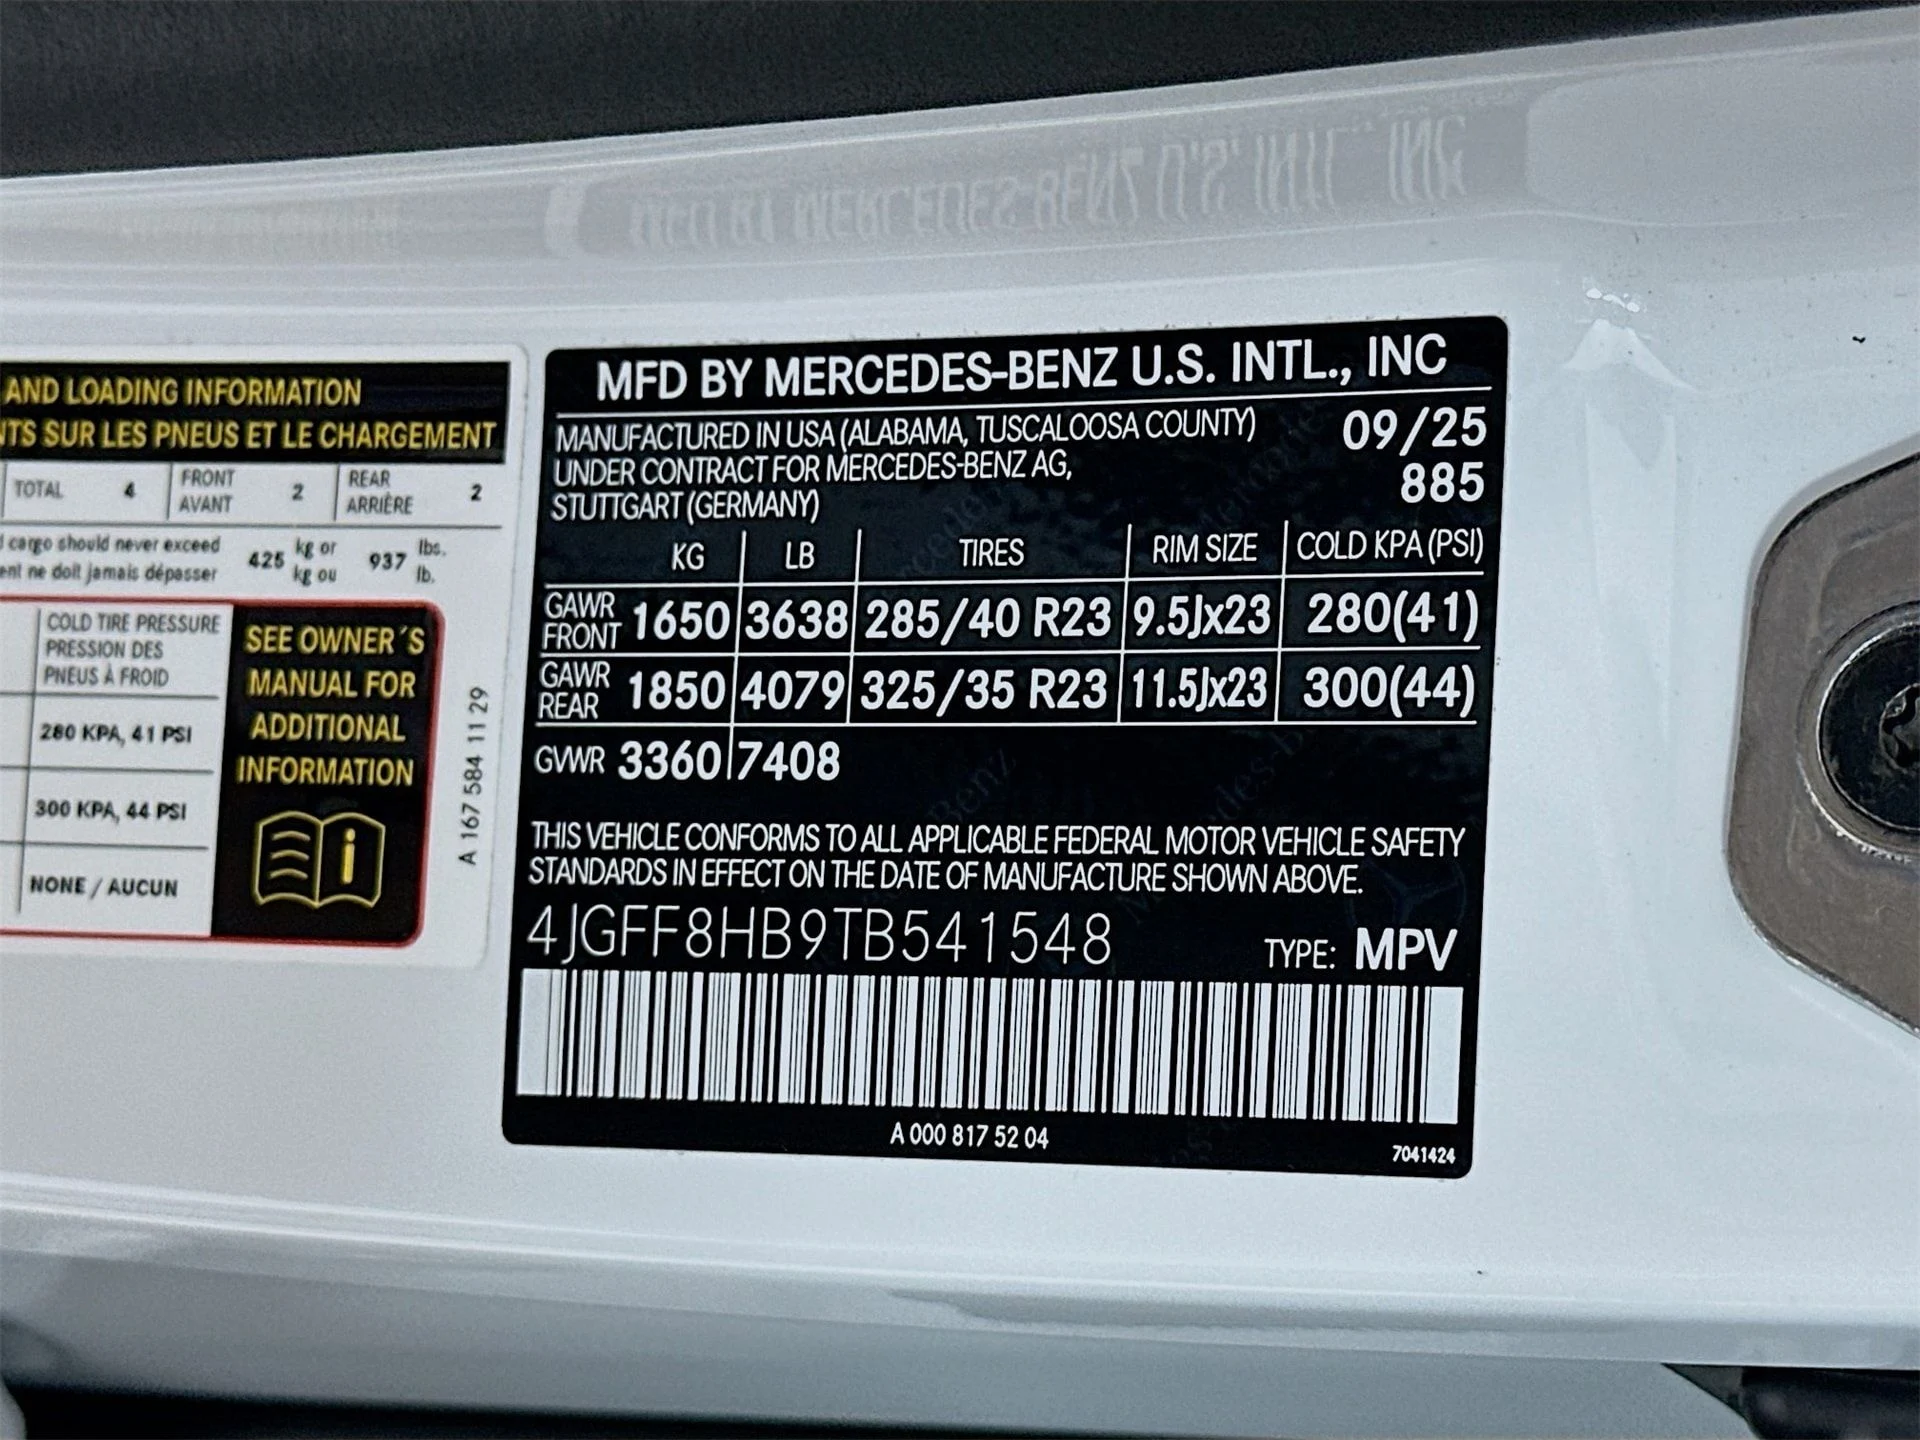 AND LOADING INFORMATION
NTS SUR LES PNEUS ET LE CHARGEMENT
TOTAL 4 FRONT AVANT 2 REAR ARRIÈRE 2
cargo should never exceed 425 kg or 937 lbs.
ent ne doit jamais dépasser kg ou lb.
COLD TIRE PRESSURE
PRESSION DES
PNEUS À FROID
280 KPA, 41 PSI
300 KPA, 44 PSI
NONE / AUCUN
SEE OWNER´S
MANUAL FOR
ADDITIONAL
INFORMATION
A 167 584 11 29
MFD BY MERCEDES-BENZ U.S. INTL., INC
MANUFACTURED IN USA (ALABAMA, TUSCALOOSA COUNTY) 09/25
UNDER CONTRACT FOR MERCEDES-BENZ AG, 885
STUTTGART (GERMANY)
KG LB TIRES RIM SIZE COLD KPA (PSI)
GAWR FRONT 1650 3638 285/40 R23 9.5Jx23 280(41)
GAWR REAR 1850 4079 325/35 R23 11.5Jx23 300(44)
GVWR 3360 7408
THIS VEHICLE CONFORMS TO ALL APPLICABLE FEDERAL MOTOR VEHICLE SAFETY
STANDARDS IN EFFECT ON THE DATE OF MANUFACTURE SHOWN ABOVE.
4JGFF8HB9TB541548 TYPE: MPV
A 000 817 52 04
7041424